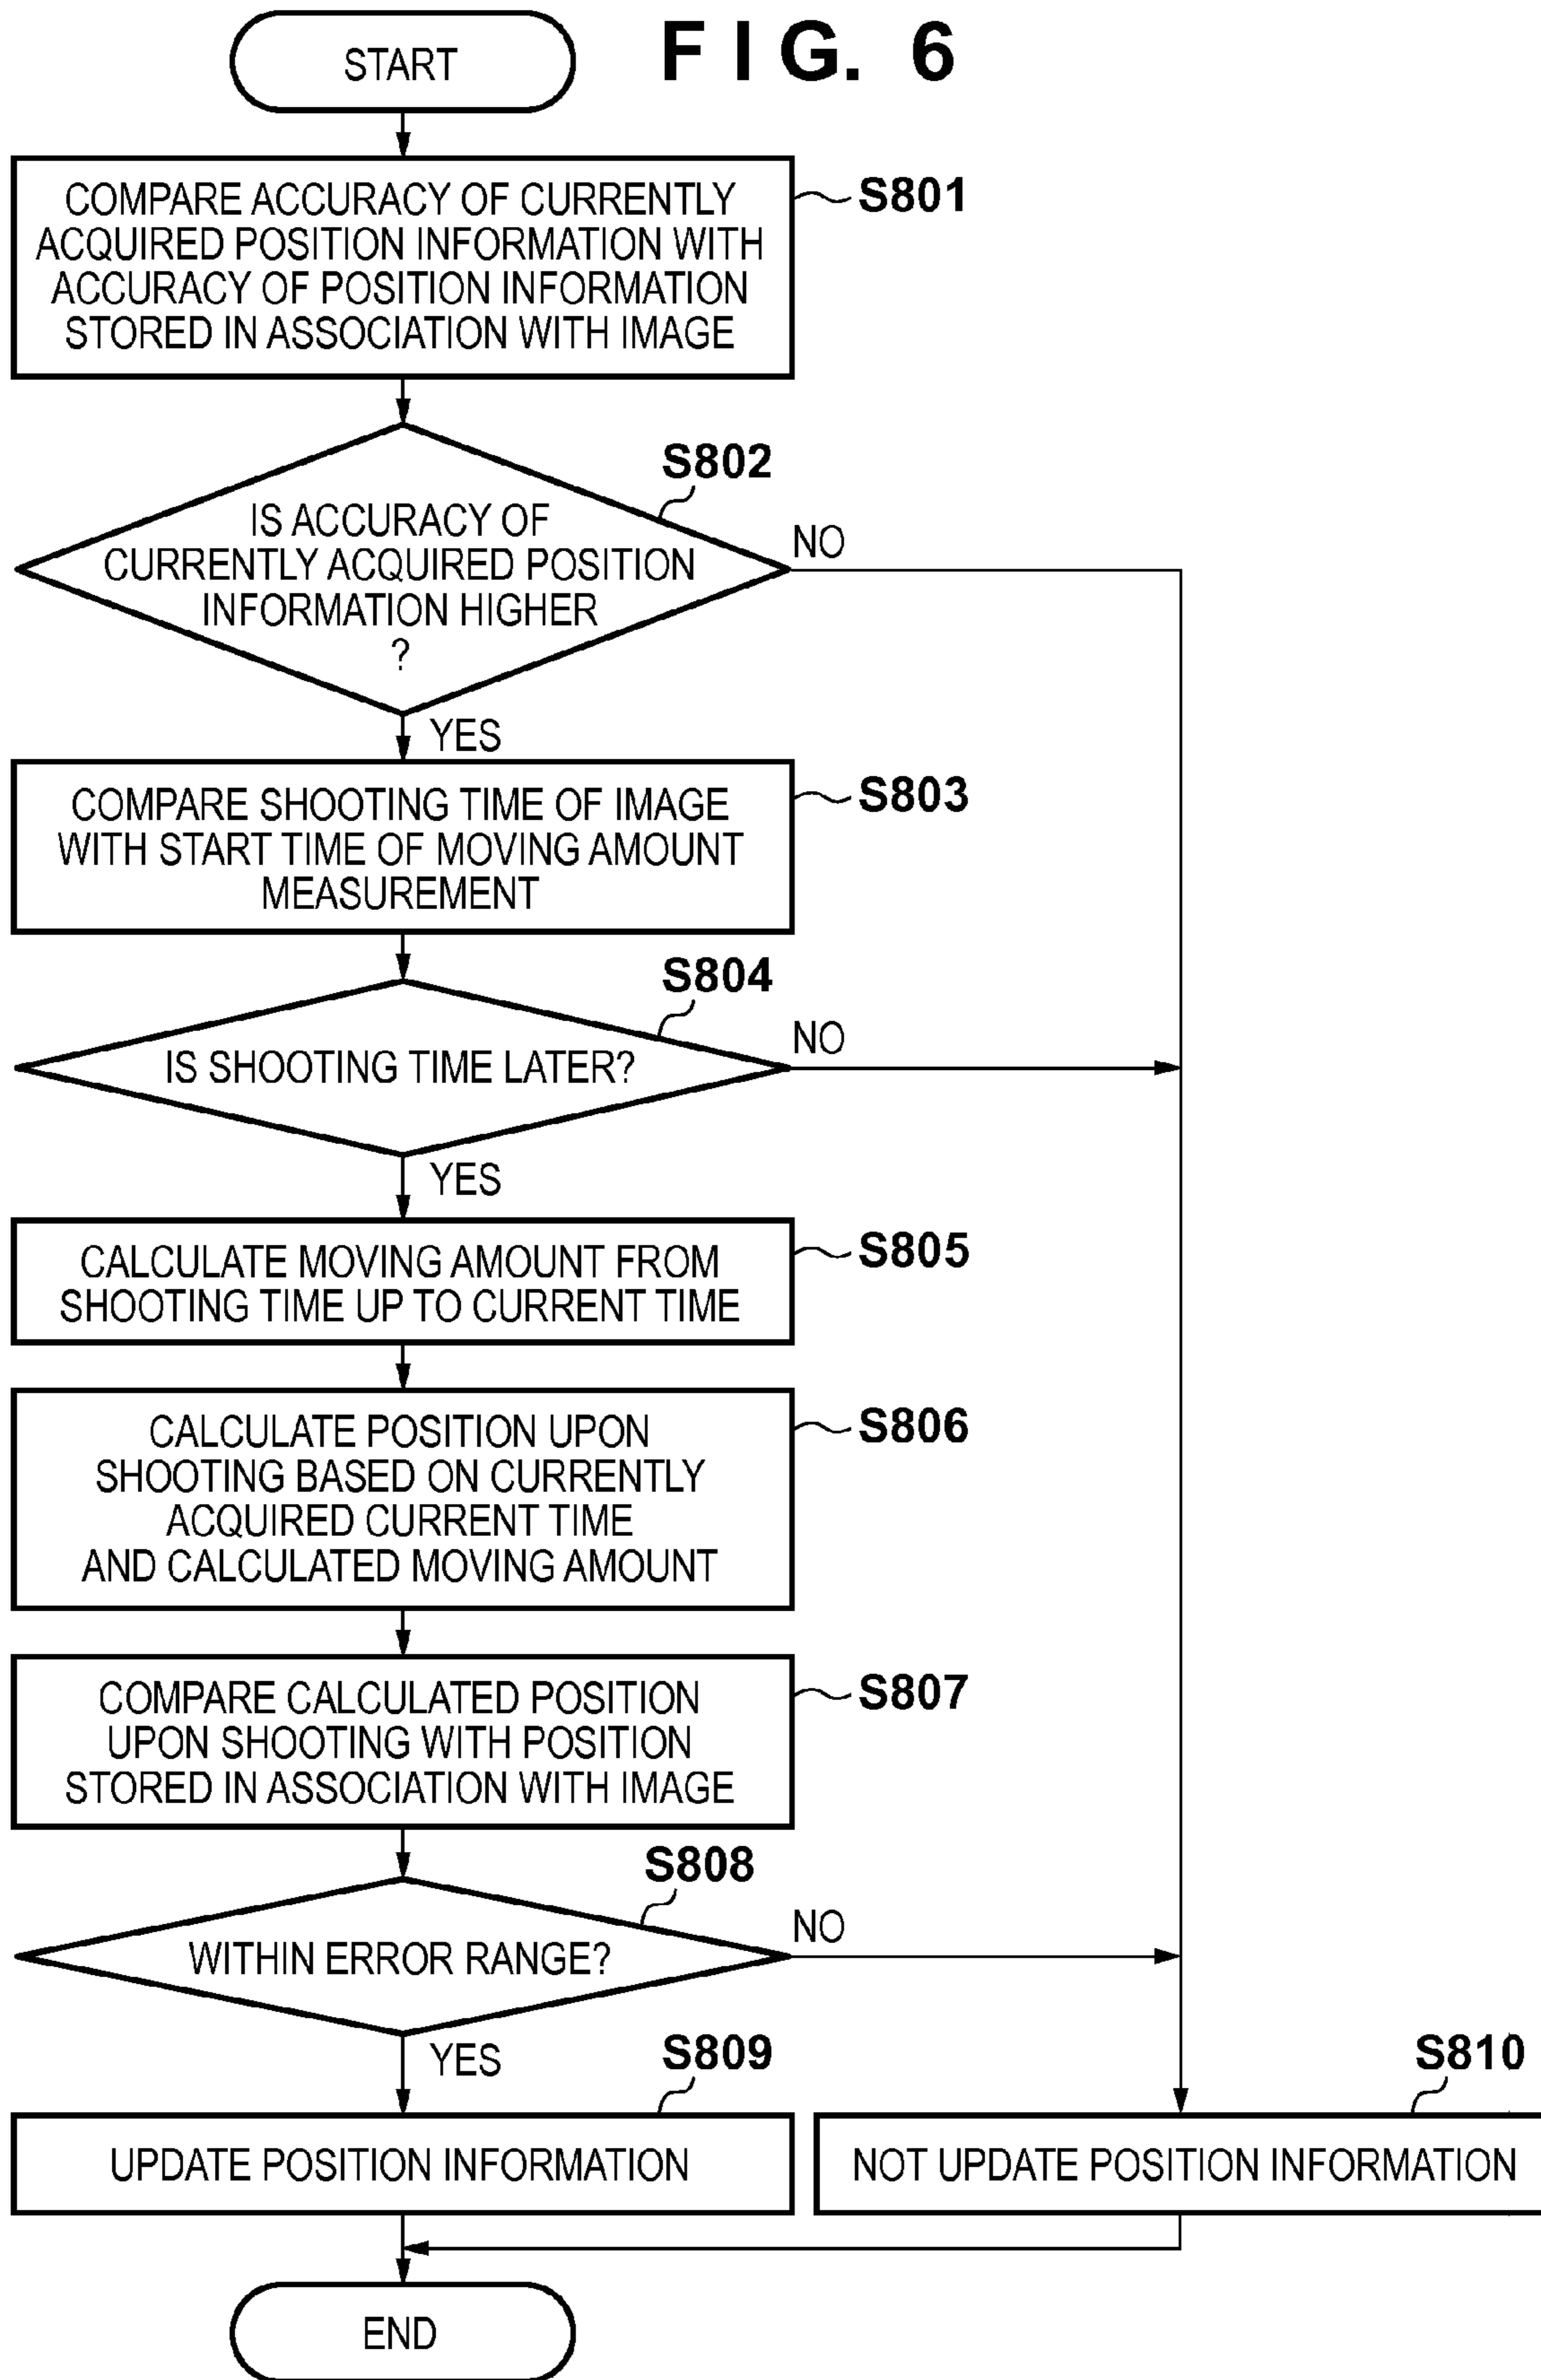 FIG. 6
START
COMPARE ACCURACY OF CURRENTLY
ACQUIRED POSITION INFORMATION WITH
ACCURACY OF POSITION INFORMATION
STORED IN ASSOCIATION WITH IMAGE
S801
S802
IS ACCURACY OF
CURRENTLY ACQUIRED POSITION
INFORMATION HIGHER
?
NO
YES
COMPARE SHOOTING TIME OF IMAGE
WITH START TIME OF MOVING AMOUNT
MEASUREMENT
S803
S804
IS SHOOTING TIME LATER?
NO
YES
CALCULATE MOVING AMOUNT FROM
SHOOTING TIME UP TO CURRENT TIME
S805
CALCULATE POSITION UPON
SHOOTING BASED ON CURRENTLY
ACQUIRED CURRENT TIME
AND CALCULATED MOVING AMOUNT
S806
COMPARE CALCULATED POSITION
UPON SHOOTING WITH POSITION
STORED IN ASSOCIATION WITH IMAGE
S807
S808
WITHIN ERROR RANGE?
NO
YES
S809
UPDATE POSITION INFORMATION
S810
NOT UPDATE POSITION INFORMATION
END